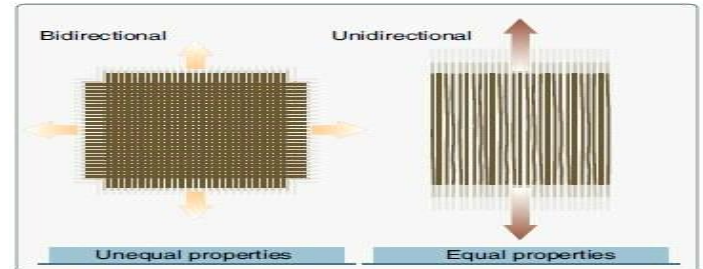 Bidirectional
Unidirectional
Unequal properties
Equal properties